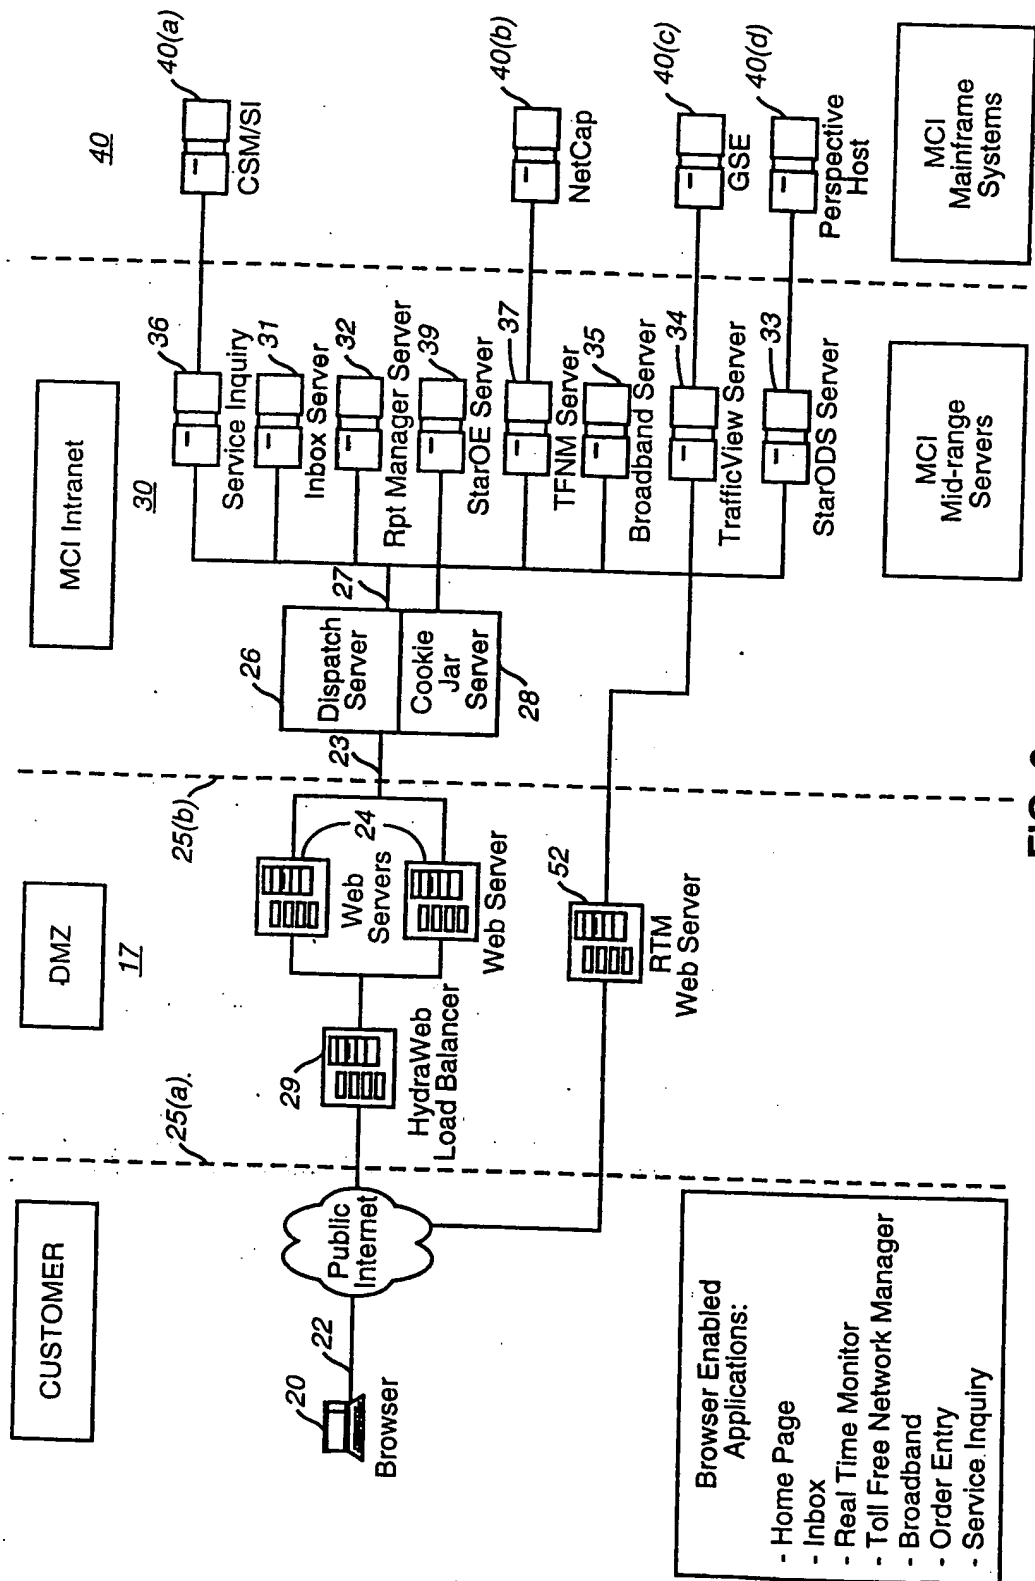 CUSTOMER
DMZ
17
MCI Intranet
30
40
25(a).
25(b)
20
22
Browser
Public
Internet
29
HydraWeb
Load Balancer
24
Web
Servers
Web Server
52
RTM
Web Server
23
26
Dispatch
Server
Cookie
Jar
Server
28
27
36
Service Inquiry
31
Inbox Server
32
Rpt Manager Server
39
StarOE Server
37
TFNM Server
35
Broadband Server
34
TrafficView Server
33
StarODS Server
40(a)
CSM/SI
40(b)
NetCap
40(c)
GSE
40(d)
Perspective
Host
Browser Enabled
Applications:
- Home Page
- Inbox
- Real Time Monitor
- Toll Free Network Manager
- Broadband
- Order Entry
- Service Inquiry
MCI
Mid-range
Servers
MCI
Mainframe
Systems